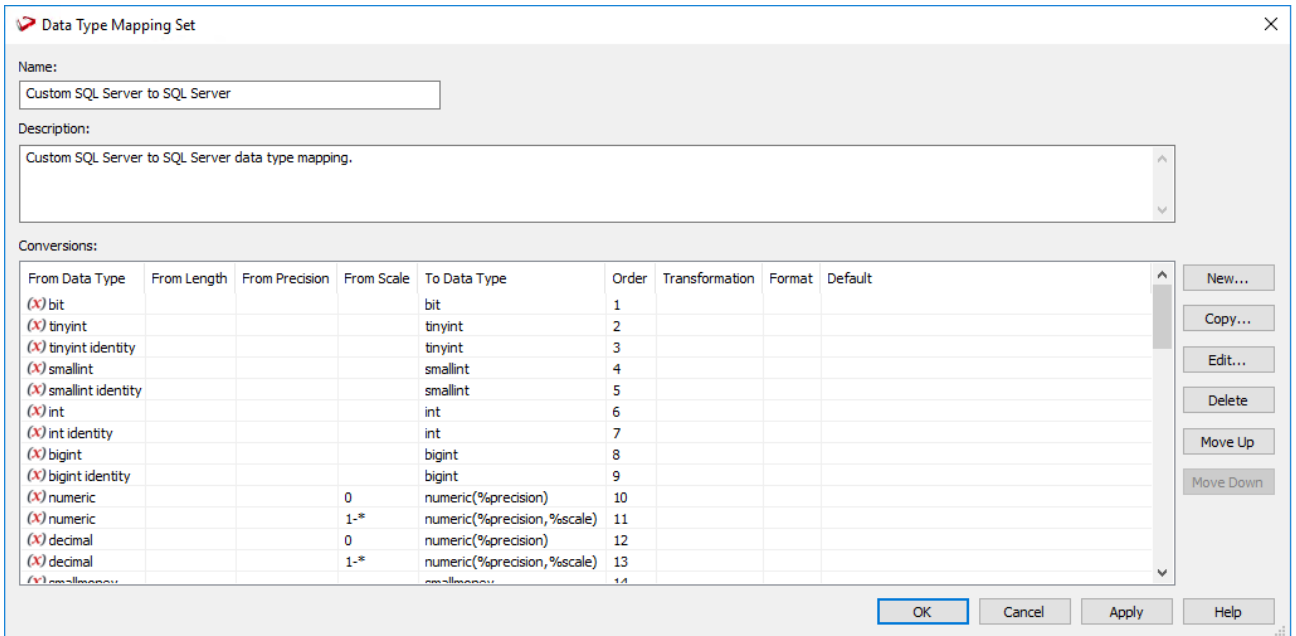 Data Type Mapping Set
Name:
Custom SQL Server to SQL Server
Description:
Custom SQL Server to SQL Server data type mapping.
Conversions:
From Data Type From Length From Precision From Scale To Data Type Order Transformation Format Default
(x) bit bit 1
(x) tinyint tinyint 2
(x) tinyint identity tinyint 3
(x) smallint smallint 4
(x) smallint identity smallint 5
(x) int int 6
(x) int identity int 7
(x) bigint bigint 8
(x) bigint identity bigint 9
(x) numeric 0 numeric(%precision) 10
(x) numeric 1-* numeric(%precision,%scale) 11
(x) decimal 0 numeric(%precision) 12
(x) decimal 1-* numeric(%precision,%scale) 13
(x) smallmoney smallmoney 14
New...
Copy...
Edit...
Delete
Move Up
Move Down
OK Cancel Apply Help